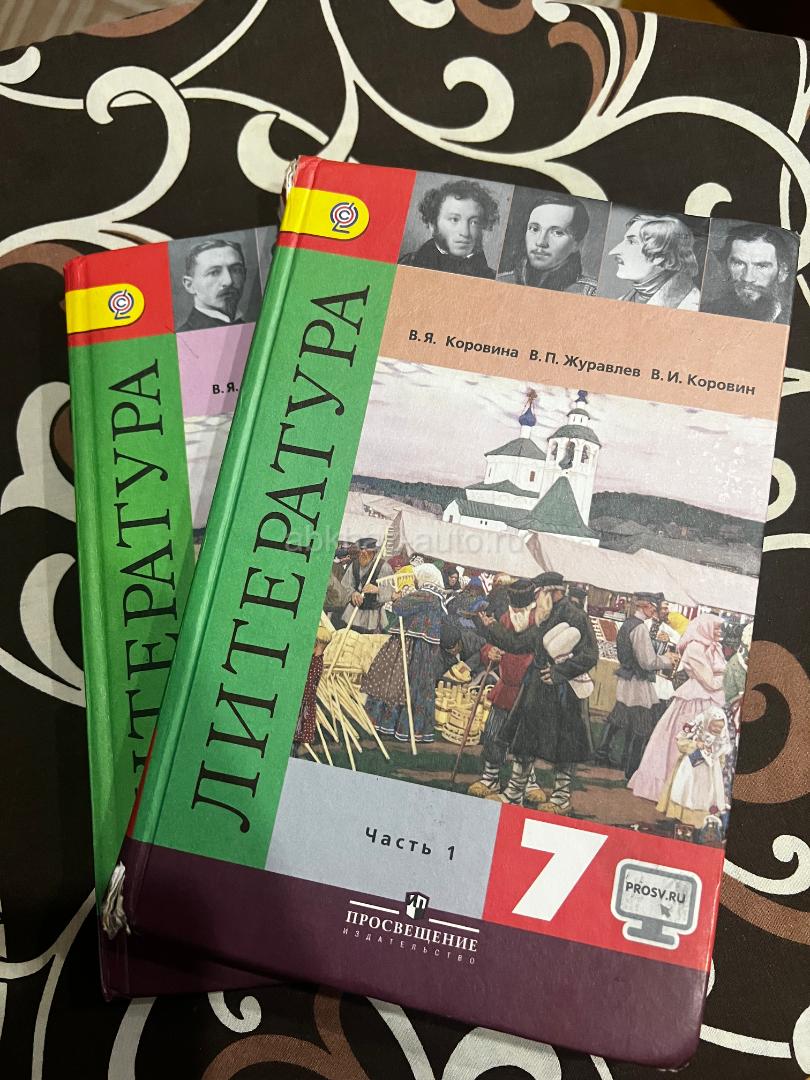 В.Я. Коровина В.П. Журавлев В.И. Коровин
ЛИТЕРАТУРА
Часть 1
7
PROSV.RU
ПРОСВЕЩЕНИЕ
ИЗДАТЕЛЬСТВО
В.Я.
ТЕРАТУРА